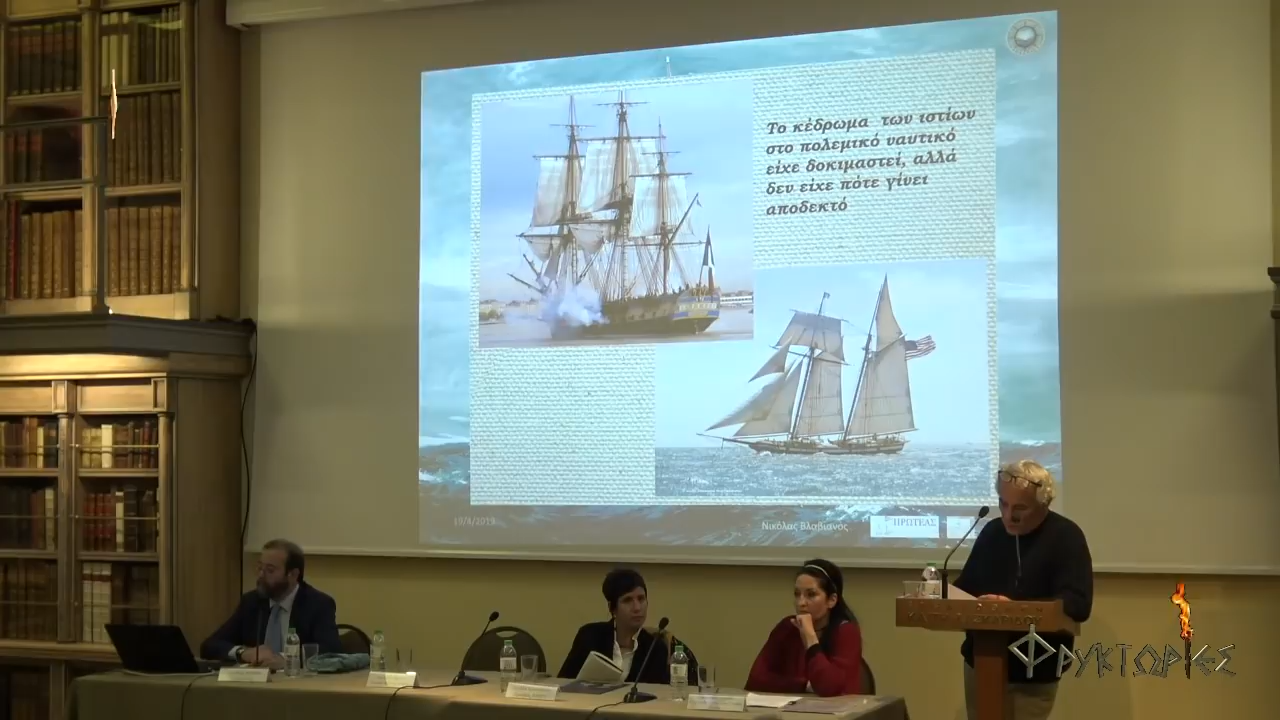 Το κέδρωμα των ιστίων
στο πολεμικό ναυτικό
είχε δοκιμαστεί, αλλά
δεν είχε πότε γίνει
αποδεκτό
19/4/2019
Νικόλας Βλαβιανός
ΠΡΩΤΕΑΣ
ΦΡΥΚΤΩΡΙΕΣ